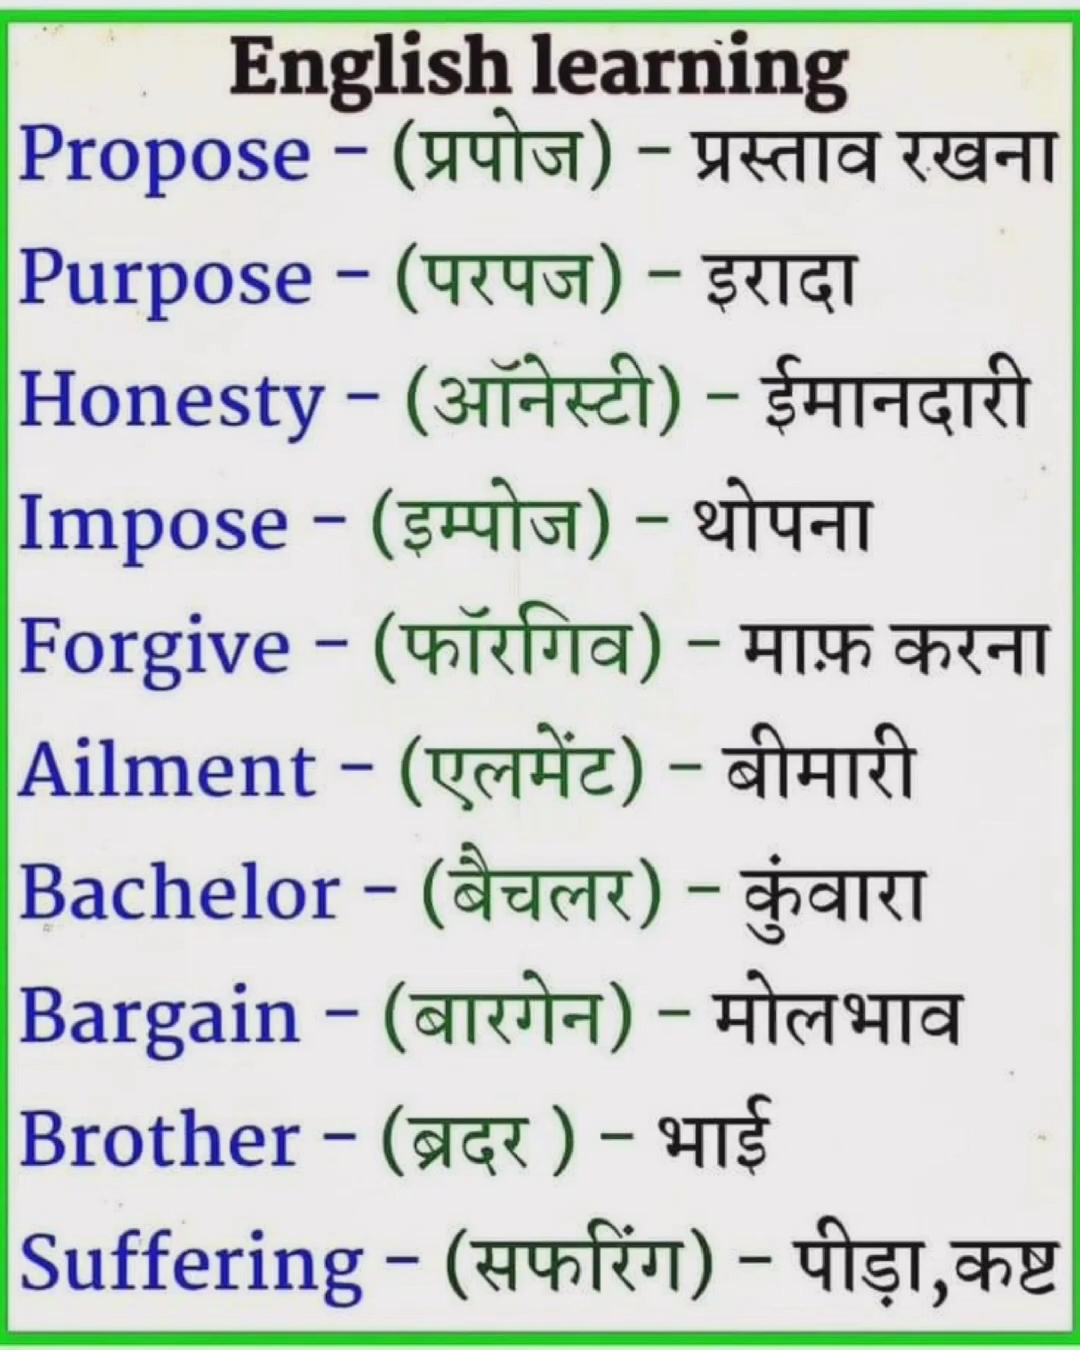 English learning
Propose - (प्रपोज) - प्रस्ताव रखना
Purpose - (परपज) - इरादा
Honesty - (ऑनेस्टी) - ईमानदारी
Impose - (इम्पोज) - थोपना
Forgive - (फॉरगिव) - माफ़ करना
Ailment - (एलमेंट) - बीमारी
Bachelor - (बैचलर) - कुंवारा
Bargain - (बारगेन) - मोलभाव
Brother - (ब्रदर ) - भाई
Suffering - (सफरिंग) - पीड़ा,कष्ट